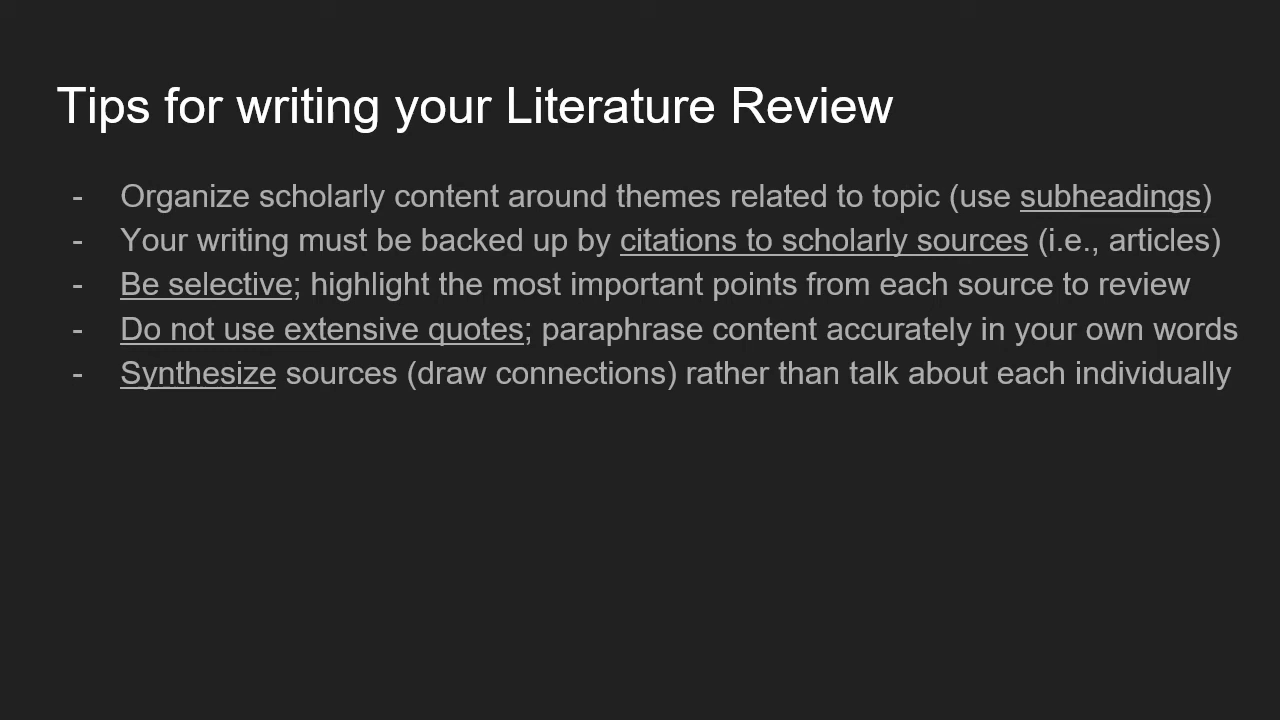 Tips for writing your Literature Review
- Organize scholarly content around themes related to topic (use subheadings)
- Your writing must be backed up by citations to scholarly sources (i.e., articles)
- Be selective; highlight the most important points from each source to review
- Do not use extensive quotes; paraphrase content accurately in your own words
- Synthesize sources (draw connections) rather than talk about each individually